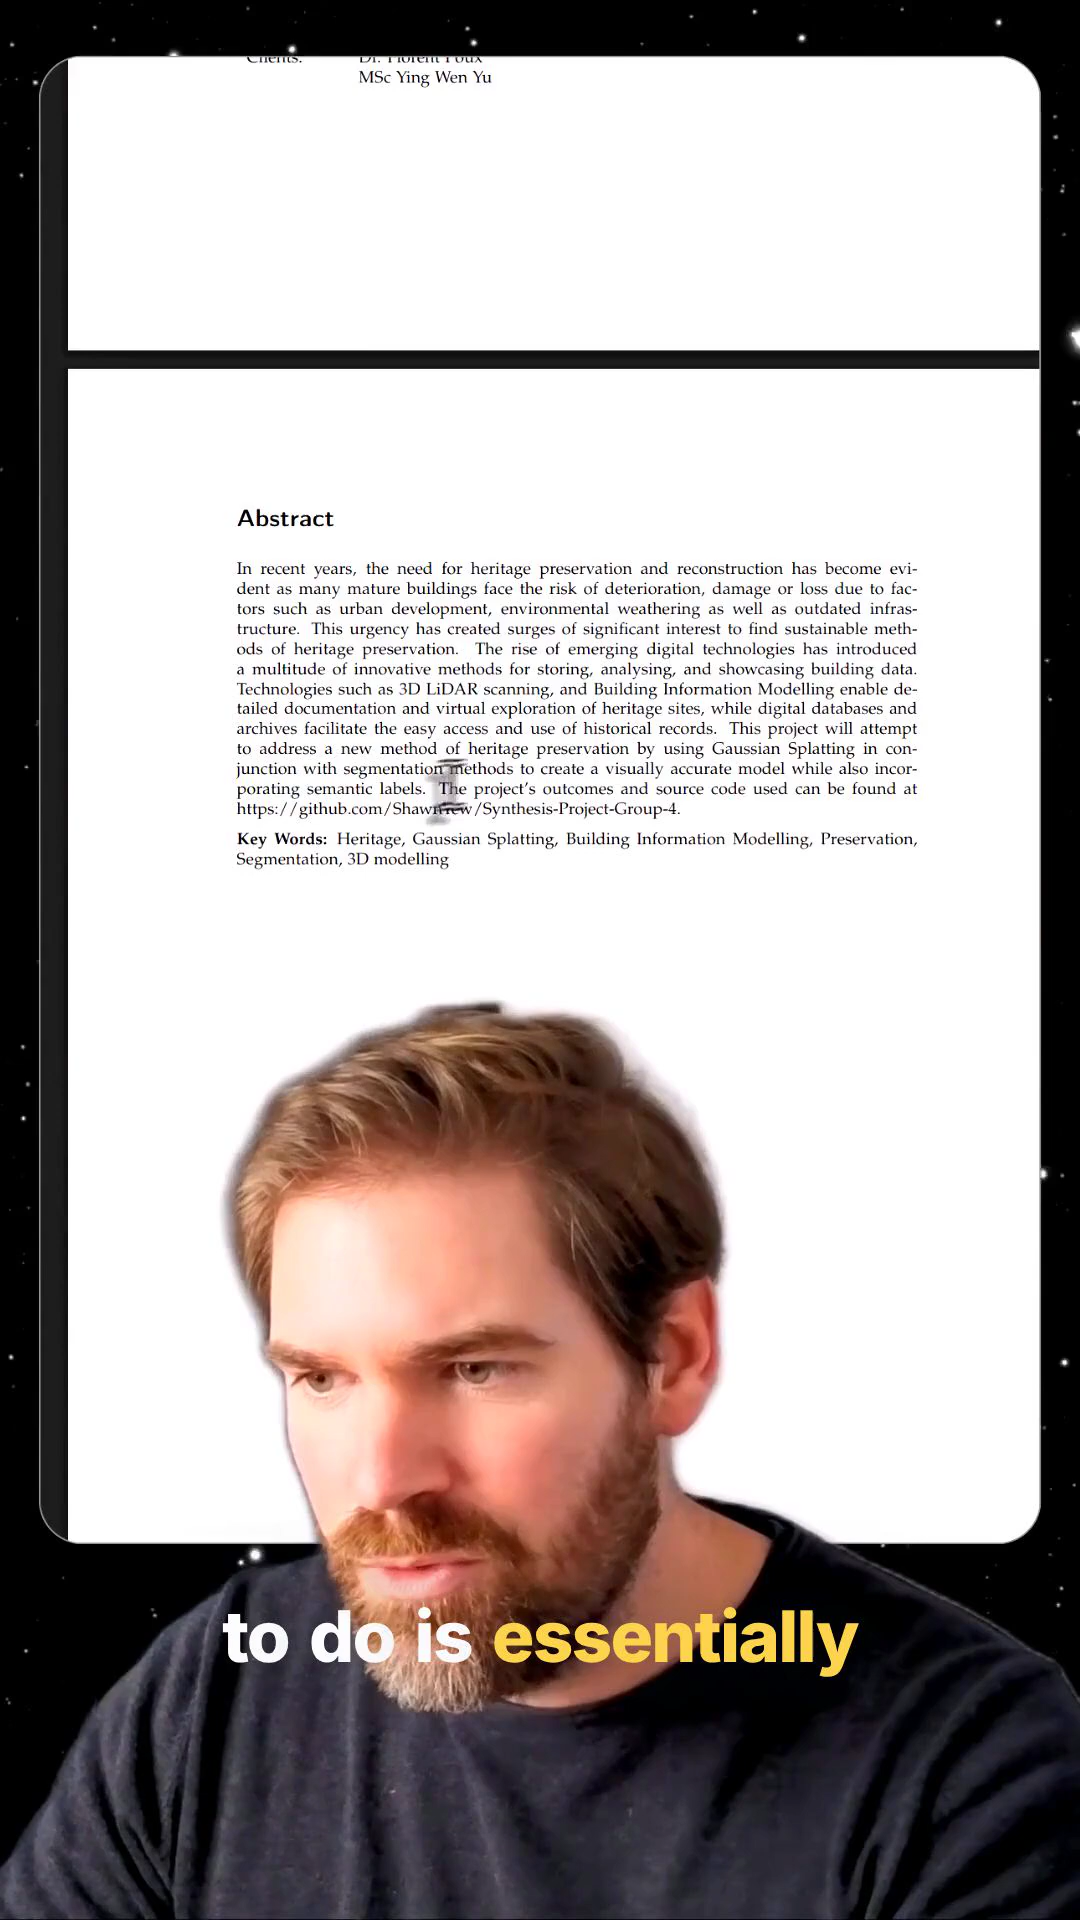 Clients: Dr. Florent Poux
MSc Ying Wen Yu
Abstract
In recent years, the need for heritage preservation and reconstruction has become evi-
dent as many mature buildings face the risk of deterioration, damage or loss due to fac-
tors such as urban development, environmental weathering as well as outdated infras-
tructure. This urgency has created surges of significant interest to find sustainable meth-
ods of heritage preservation. The rise of emerging digital technologies has introduced
a multitude of innovative methods for storing, analysing, and showcasing building data.
Technologies such as 3D LiDAR scanning, and Building Information Modelling enable de-
tailed documentation and virtual exploration of heritage sites, while digital databases and
archives facilitate the easy access and use of historical records. This project will attempt
to address a new method of heritage preservation by using Gaussian Splatting in con-
junction with segmentation methods to create a visually accurate model while also incor-
porating semantic labels. The project's outcomes and source code used can be found at
/Synthesis-Project-Group-4.
Key Words: Heritage, Gaussian Splatting, Building Information Modelling, Preservation,
Segmentation, 3D modelling
to do is essentially